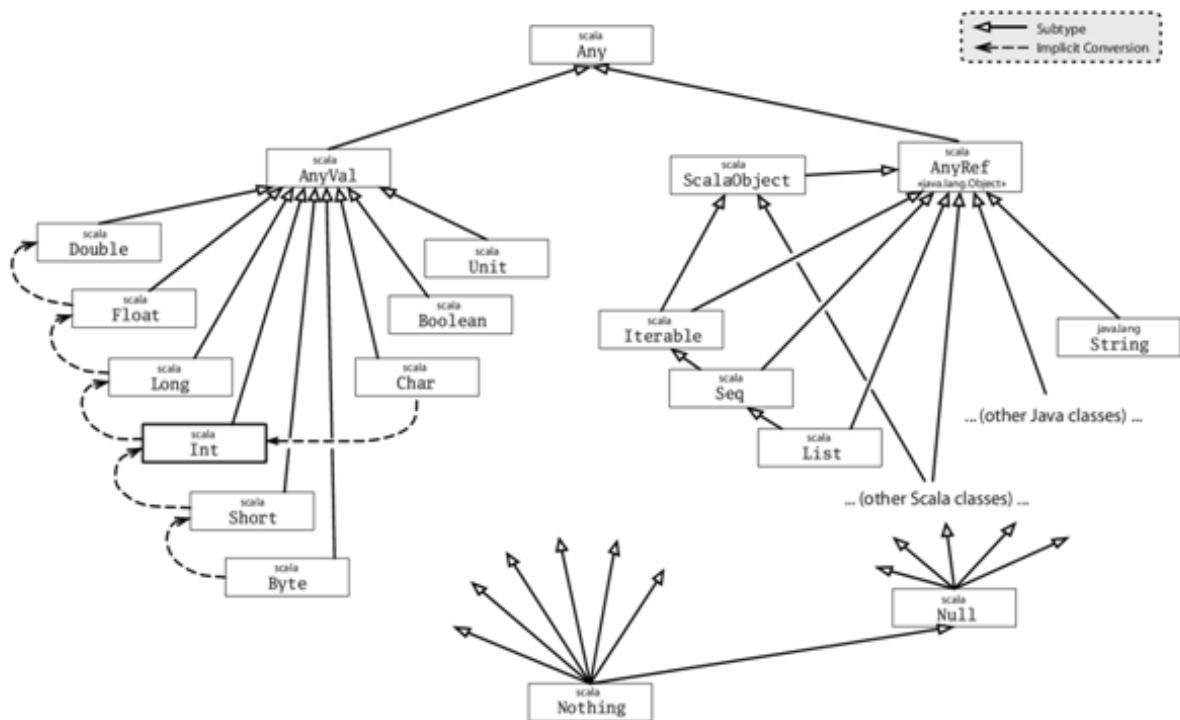 scala
Any
Subtype
Implicit Conversion
scala
AnyVal
scala
ScalaObject
scala
AnyRef
«java.lang.Object»
scala
Double
scala
Unit
scala
Float
scala
Boolean
scala
Iterable
java.lang
String
scala
Long
scala
Char
scala
Seq
... (other Java classes) ...
scala
Int
scala
List
scala
Short
... (other Scala classes) ...
scala
Byte
scala
Null
scala
Nothing